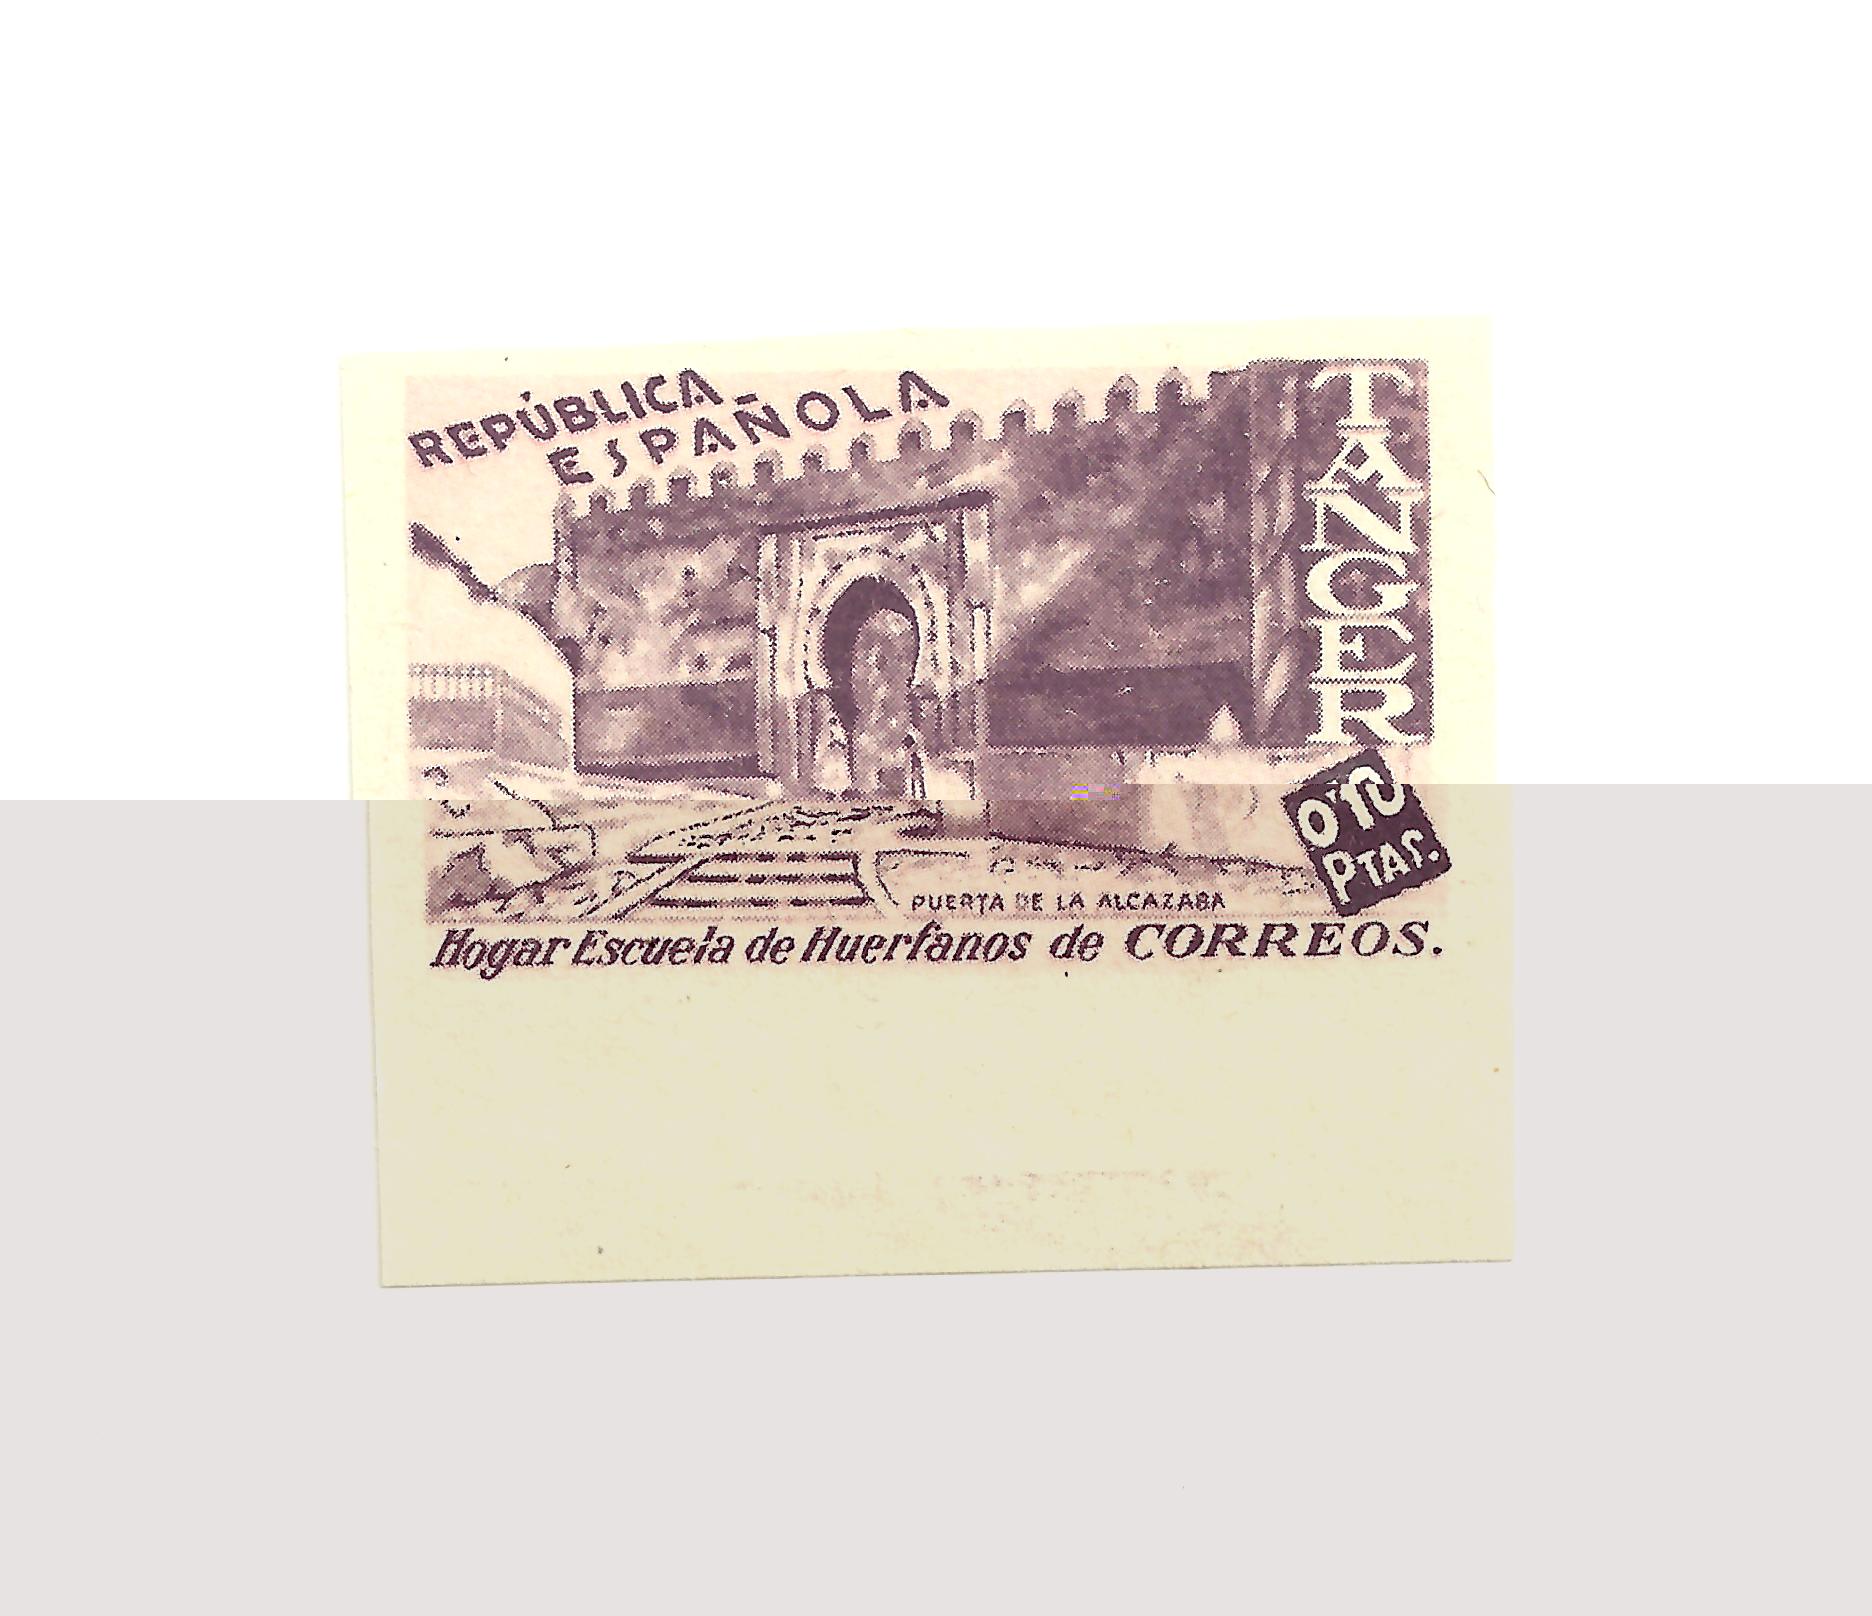 REPÚBLICA
ESPAÑOLA
TANGER
0'10
PTAS.
PUERTA DE LA ALCAZABA
Hogar Escuela de Huerfanos de CORREOS.